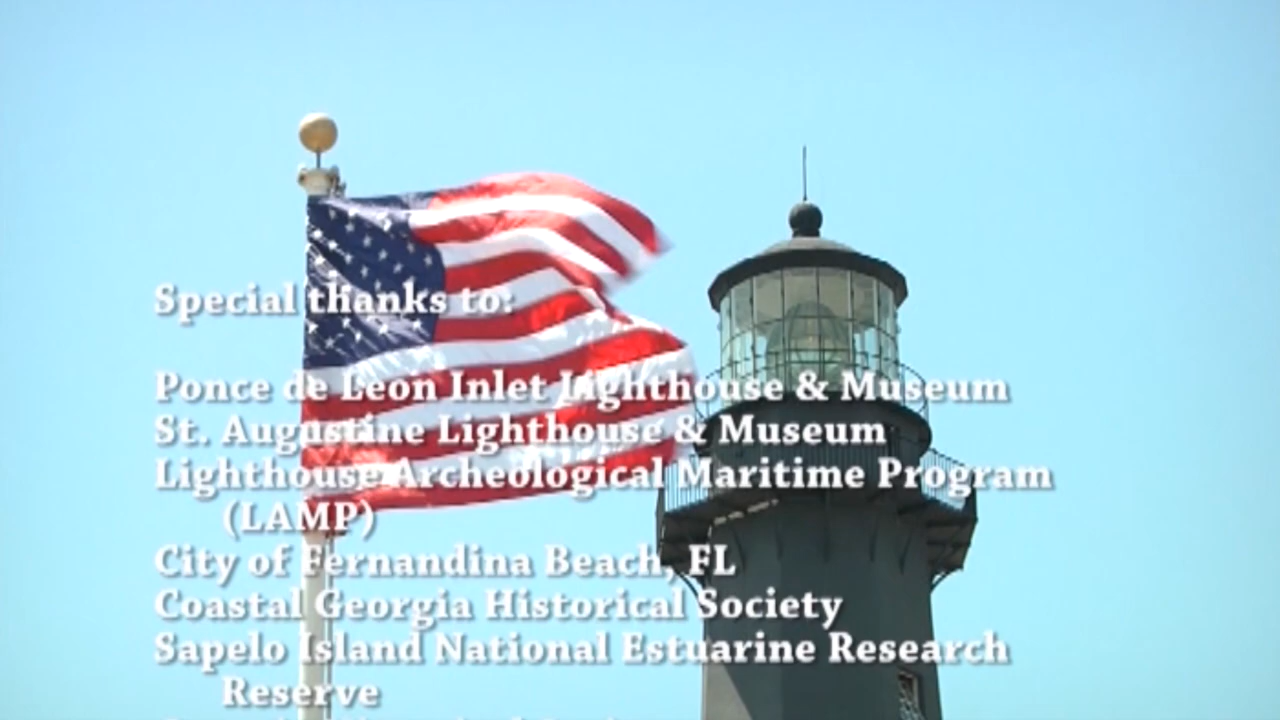 Special thanks to:
Ponce de Leon Inlet Lighthouse & Museum
St. Augustine Lighthouse & Museum
Lighthouse Archeological Maritime Program
(LAMP)
City of Fernandina Beach, FL
Coastal Georgia Historical Society
Sapelo Island National Estuarine Research
Reserve